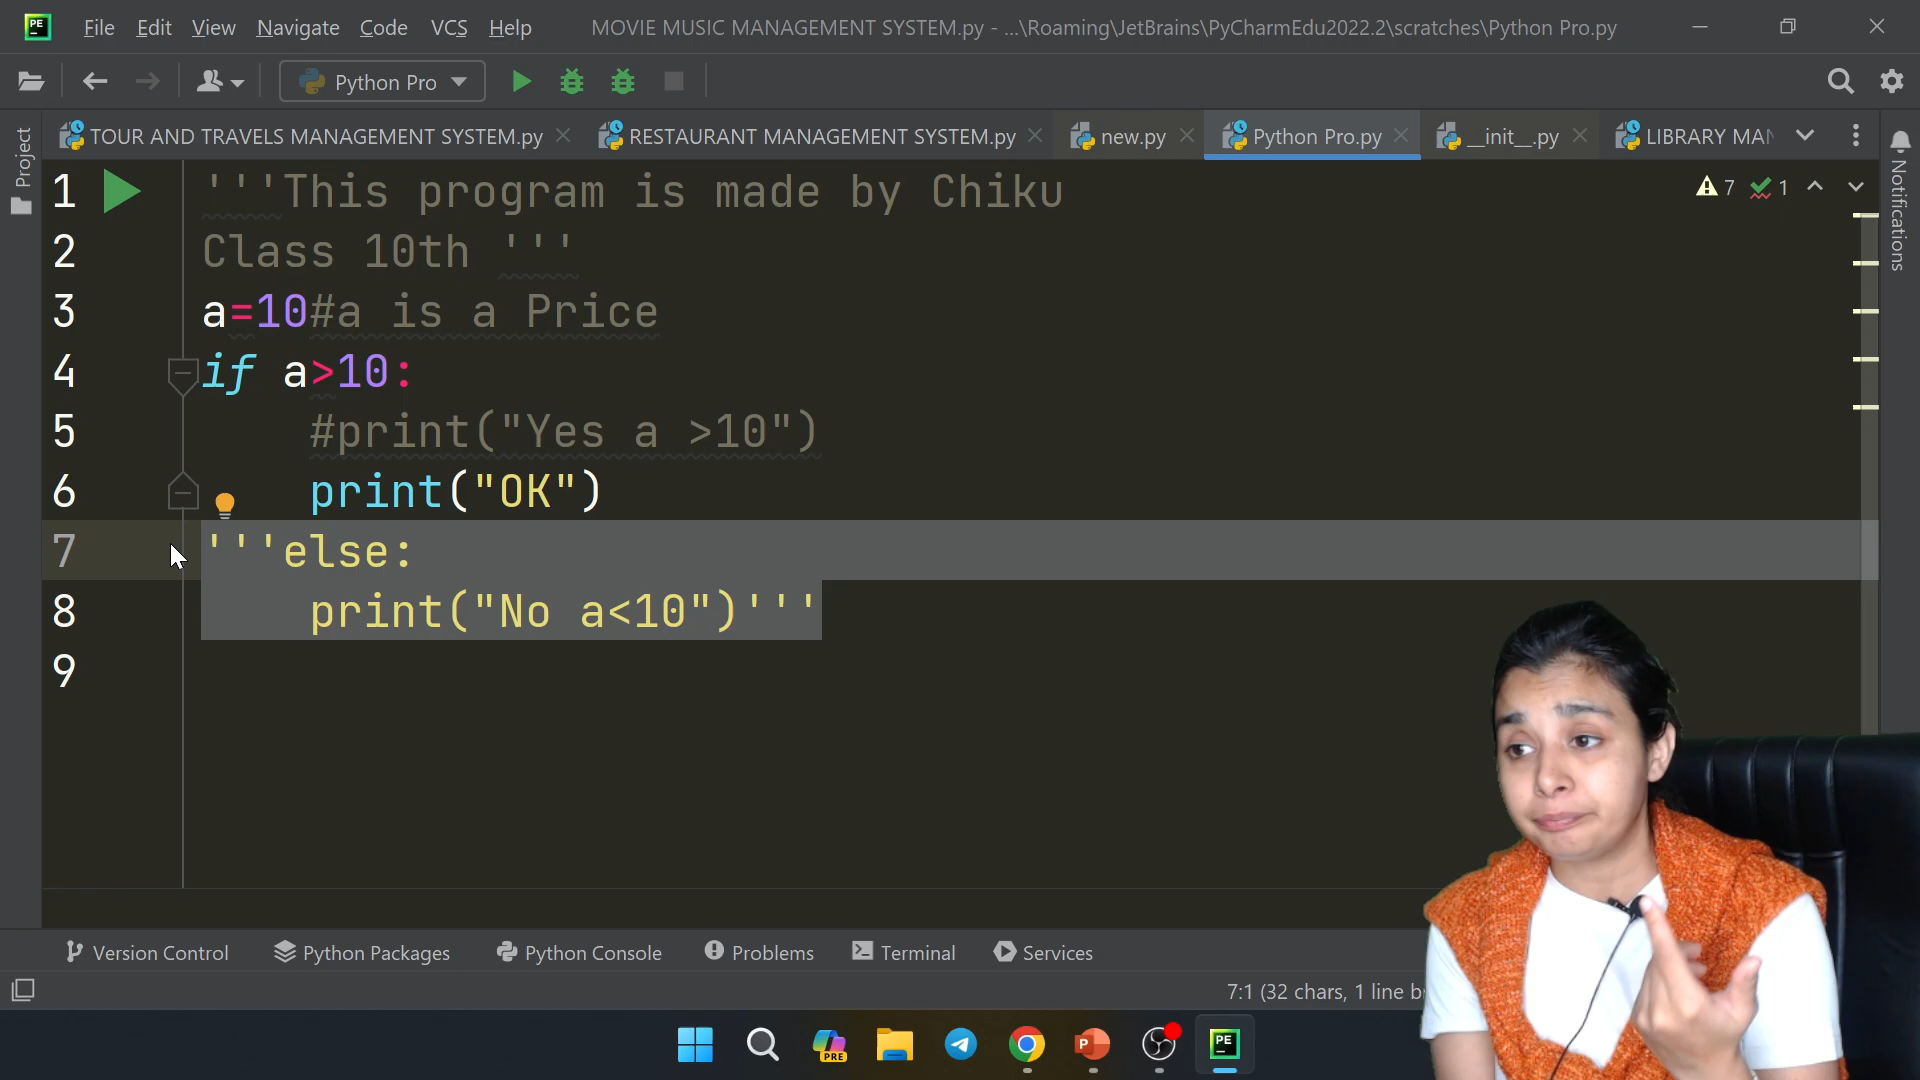 PE File Edit View Navigate Code VCS Help MOVIE MUSIC MANAGEMENT SYSTEM.py - ...\Roaming\JetBrains\PyCharmEdu2022.2\scratches\Python Pro.py
Python Pro
TOUR AND TRAVELS MANAGEMENT SYSTEM.py RESTAURANT MANAGEMENT SYSTEM.py new.py Python Pro.py __init__.py LIBRARY MAN
Project
Notifications
7 1
1 '''This program is made by Chiku
2 Class 10th '''
3 a=10#a is a Price
4 if a>10:
5 #print("Yes a >10")
6 print("OK")
7 '''else:
8 print("No a<10")'''
9
Version Control Python Packages Python Console Problems Terminal Services
7:1 (32 chars, 1 line b
PRE P PE